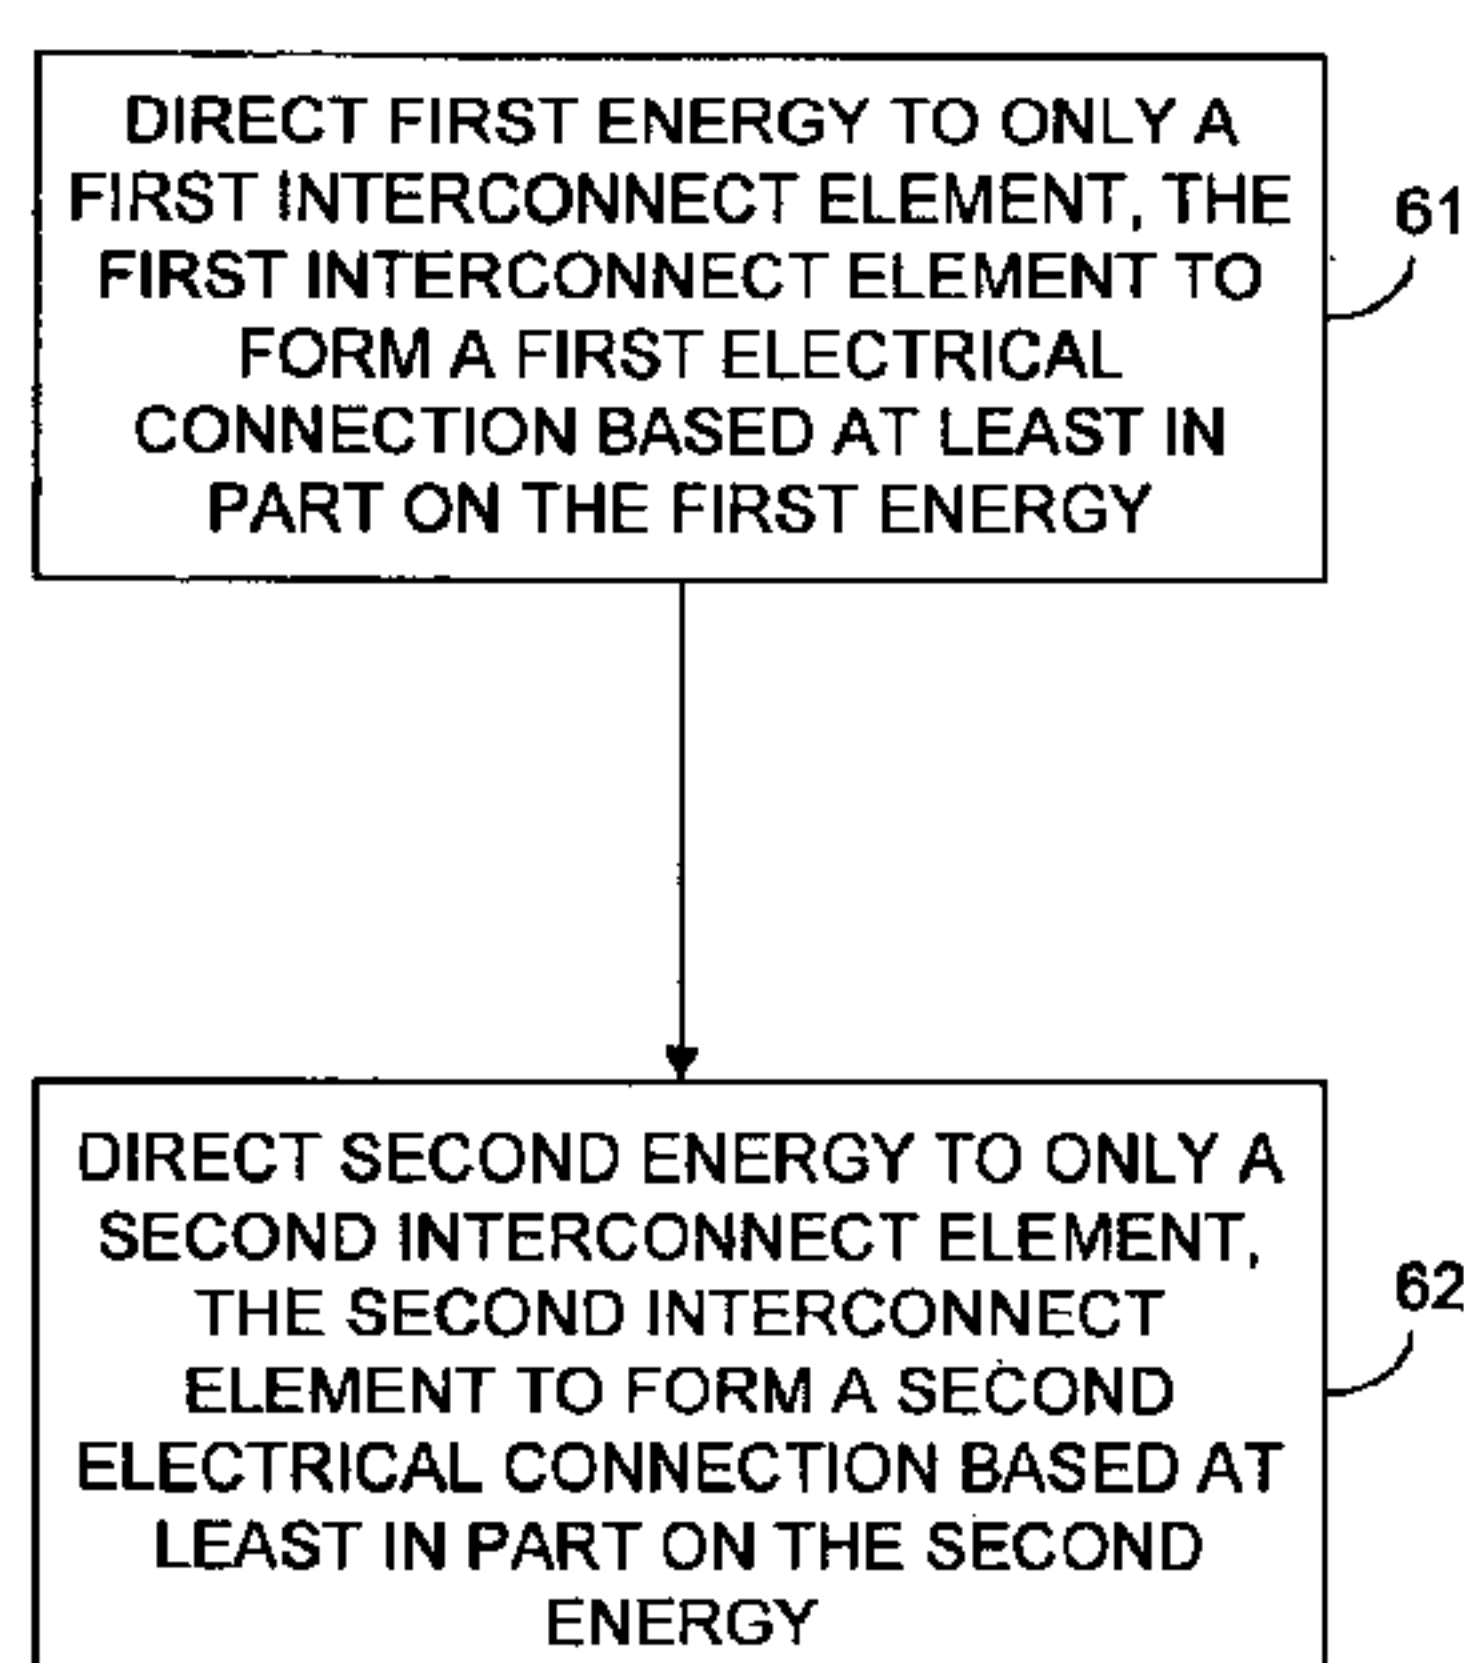 DIRECT FIRST ENERGY TO ONLY A
FIRST INTERCONNECT ELEMENT, THE
FIRST INTERCONNECT ELEMENT TO
FORM A FIRST ELECTRICAL
CONNECTION BASED AT LEAST IN
PART ON THE FIRST ENERGY
61
DIRECT SECOND ENERGY TO ONLY A
SECOND INTERCONNECT ELEMENT,
THE SECOND INTERCONNECT
ELEMENT TO FORM A SECOND
ELECTRICAL CONNECTION BASED AT
LEAST IN PART ON THE SECOND
ENERGY
62